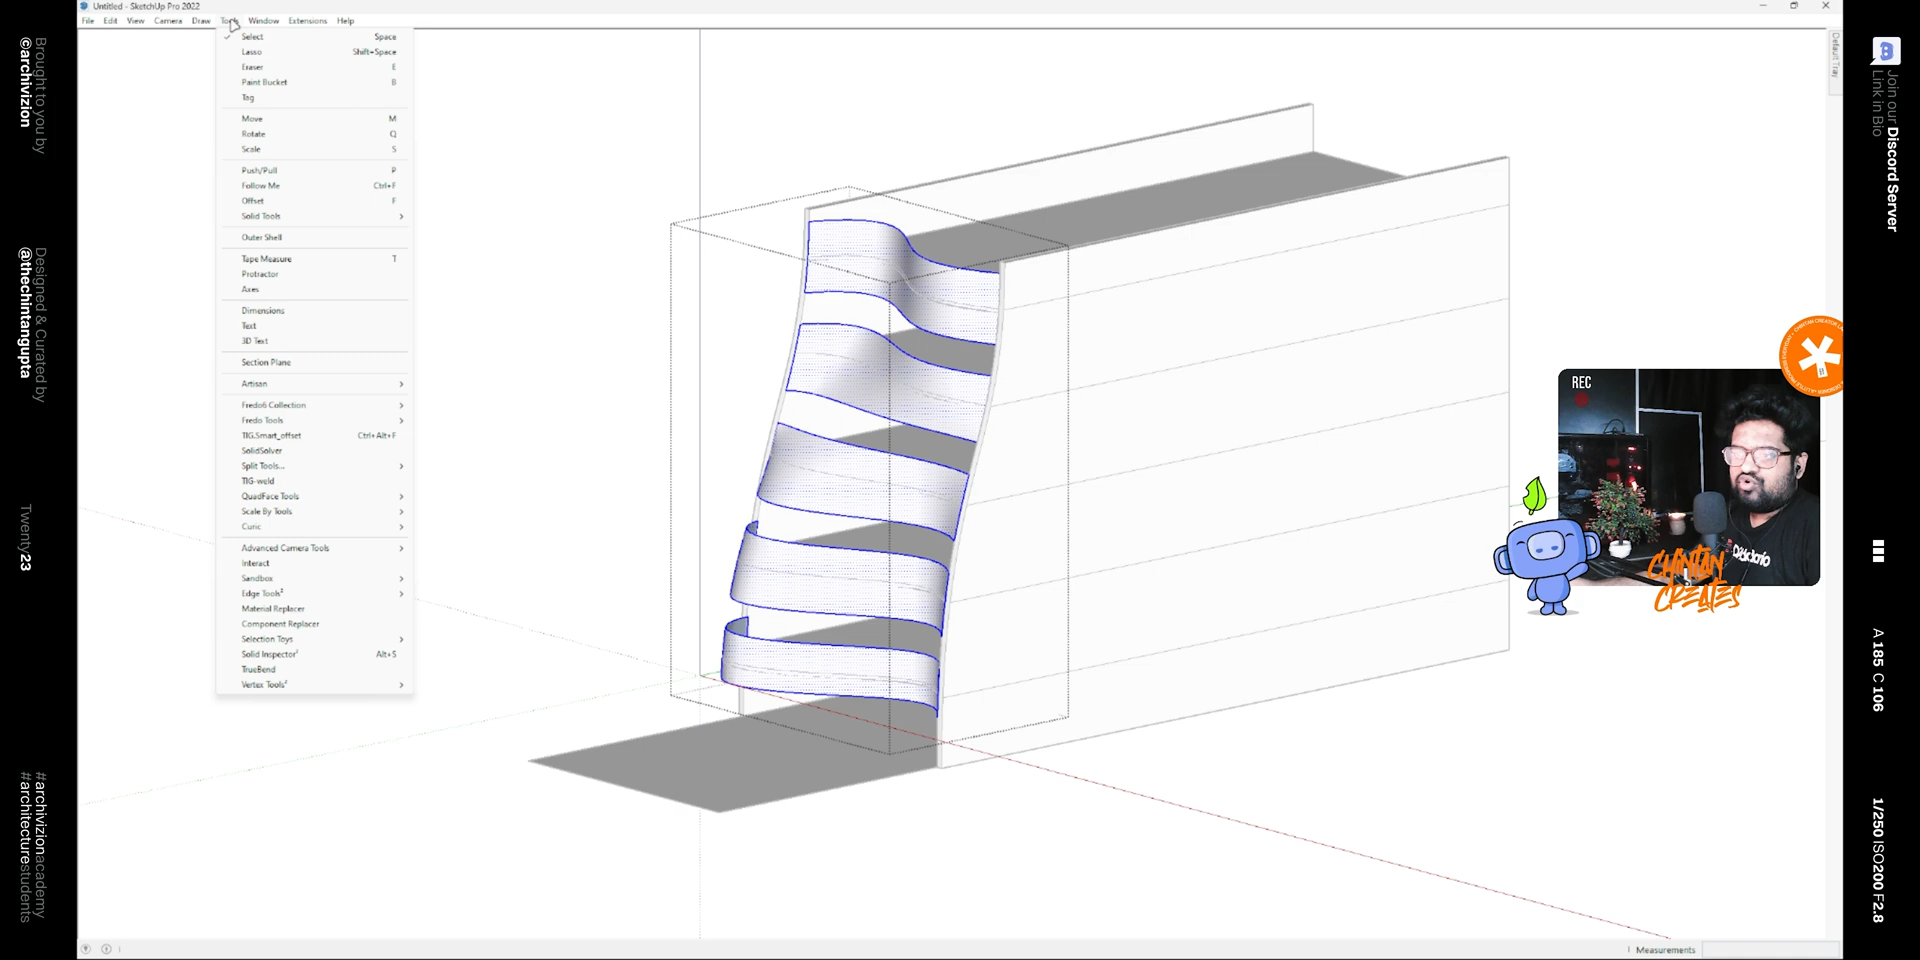 Untitled - SketchUp Pro 2022
File Edit View Camera Draw Tools Window Extensions Help
Select Space
Lasso Shift+Space
Eraser E
Paint Bucket B
Tag
Move M
Rotate Q
Scale S
Push/Pull P
Follow Me Ctrl+F
Offset F
Solid Tools
Outer Shell
Tape Measure T
Protractor
Axes
Dimensions
Text
3D Text
Section Plane
Artisan
Fredo6 Collection
Fredo Tools
TIG.Smart_offset Ctrl+Alt+F
SolidSolver
Split Tools...
TIG-weld
QuadFace Tools
Scale By Tools
Curic
Advanced Camera Tools
Interact
Sandbox
Edge Tools²
Material Replacer
Component Replacer
Selection Toys
Solid Inspector² Alt+S
TrueBend
Vertex Tools²
Default Tray
Measurements
Brought to you by
©archivizion
Designed & Curated by
@thechintangupta
Twenty23
#archivizionacademy
#architecturestudents
Join our Discord Server
Link in Bio
REC
CHINTAN
CREATES
A 185 C 106
1/250 ISO200 F2.8